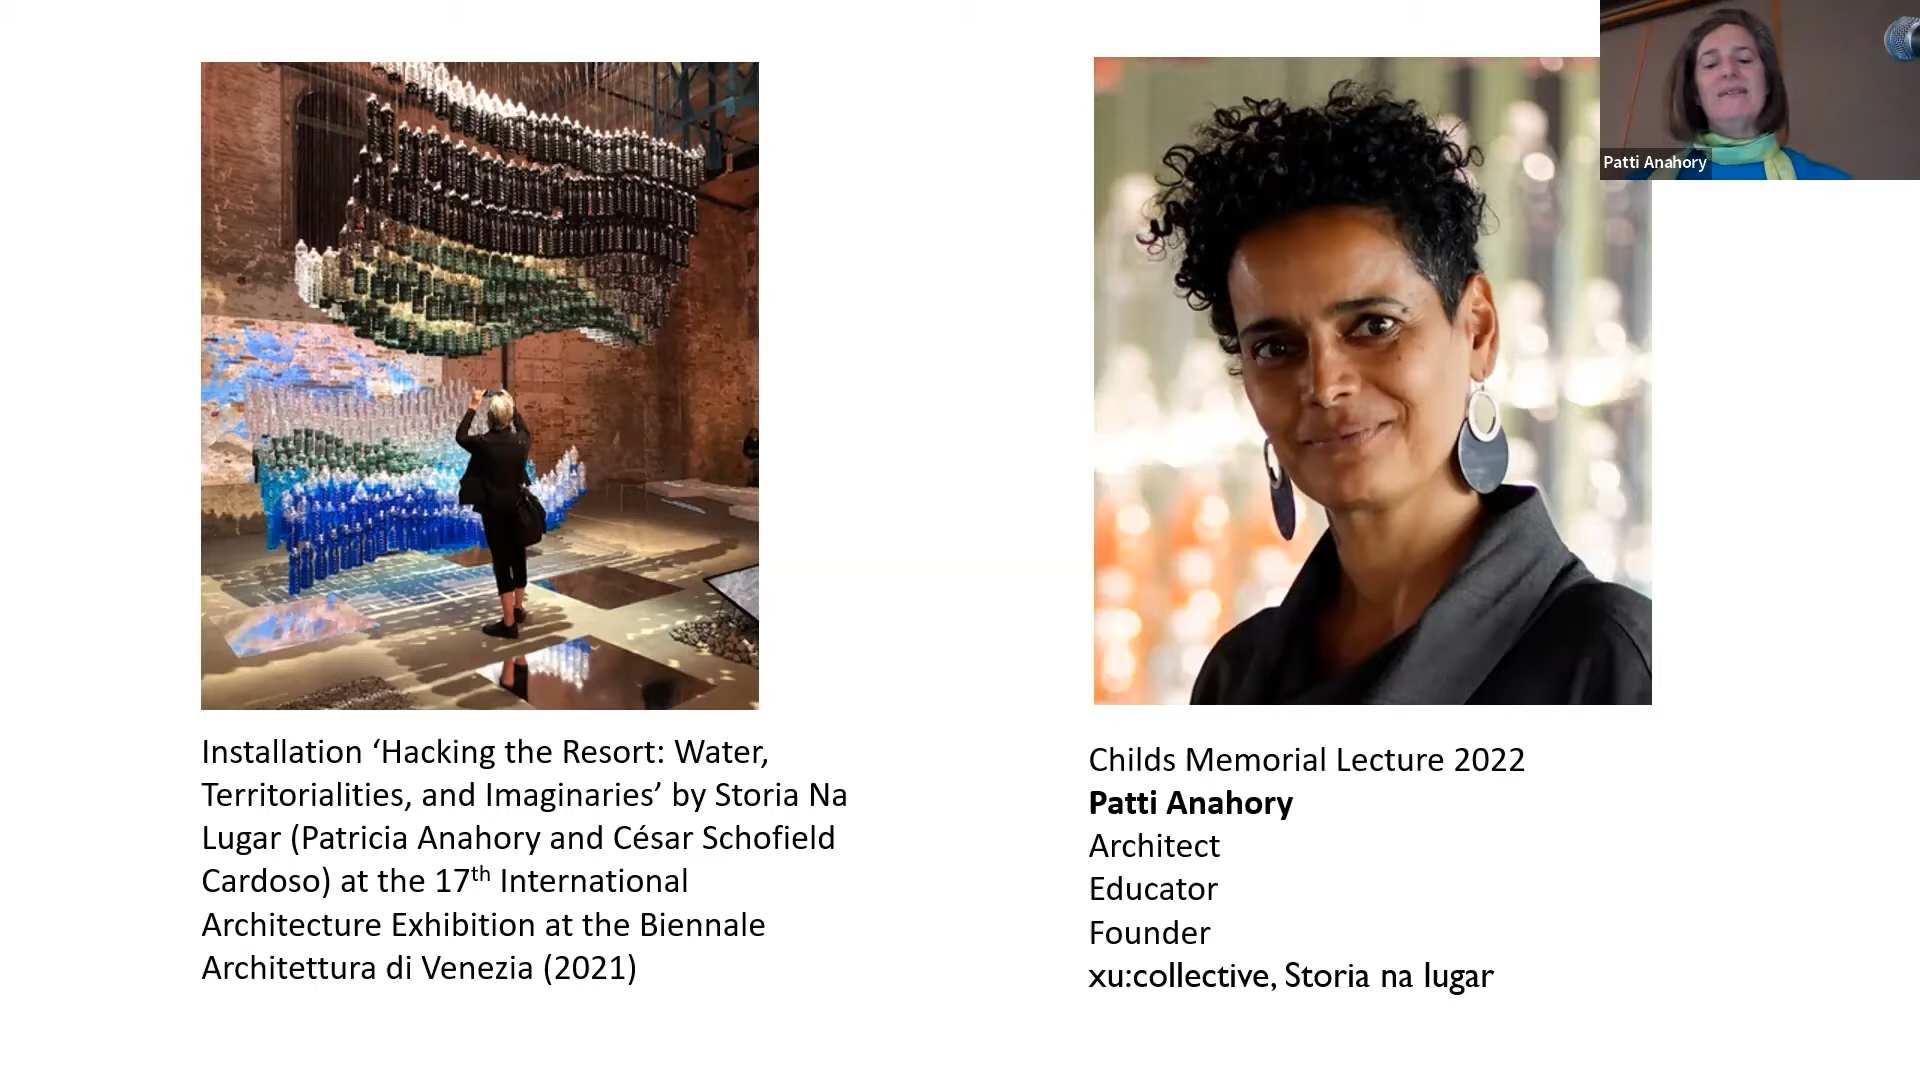 Patti Anahory
Installation ‘Hacking the Resort: Water,
Territorialities, and Imaginaries’ by Storia Na
Lugar (Patricia Anahory and César Schofield
Cardoso) at the 17th International
Architecture Exhibition at the Biennale
Architettura di Venezia (2021)
Childs Memorial Lecture 2022
Patti Anahory
Architect
Educator
Founder
xu:collective, Storia na lugar